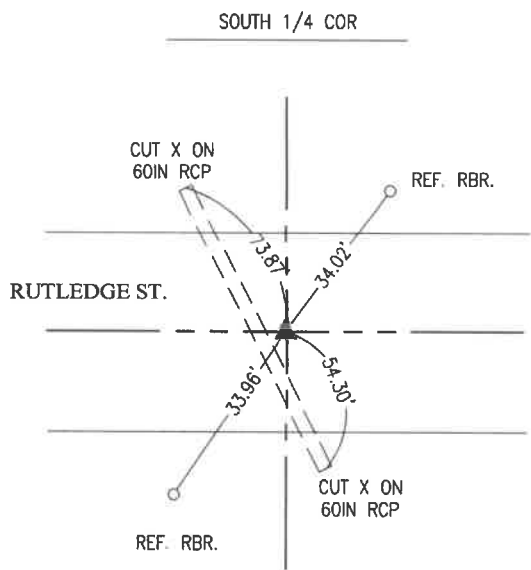 SOUTH 1/4 COR
CUT X ON
60IN RCP
REF. RBR.
73.87'
34.02'
RUTLEDGE ST.
33.96'
54.30'
CUT X ON
60IN RCP
REF. RBR.